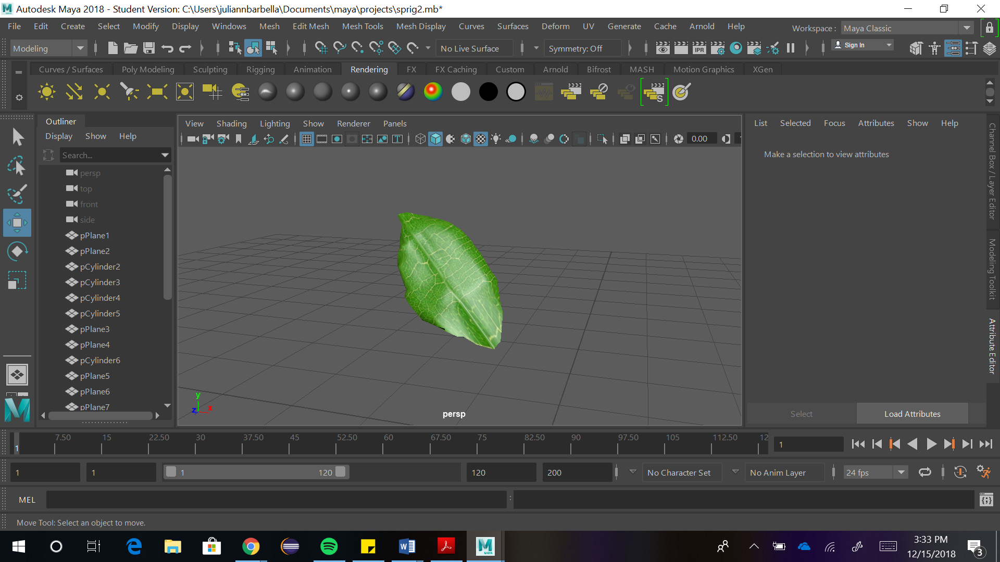 Autodesk Maya 2018 - Student Version: C:\Users\juliannbarbella\Documents\maya\projects\sprig2.mb*
File Edit Create Select Modify Display Windows Mesh Edit Mesh Mesh Tools Mesh Display Curves Surfaces Deform UV Generate Cache Arnold Help Workspace : Maya Classic
Modeling No Live Surface Symmetry: Off IPR Sign In
Curves / Surfaces Poly Modeling Sculpting Rigging Animation Rendering FX FX Caching Custom Arnold Bifrost MASH Motion Graphics XGen
S
Outliner
Display Show Help
Search...
persp
top
front
side
pPlane1
pPlane2
pCylinder2
pCylinder3
pCylinder4
pCylinder5
pPlane3
pPlane4
pCylinder6
pPlane5
pPlane6
pPlane7
View Shading Lighting Show Renderer Panels
T 0.00
y
z x
persp
List Selected Focus Attributes Show Help
Make a selection to view attributes
Select Load Attributes
Channel Box / Layer Editor
Modeling Toolkit
Attribute Editor
M
1 7.50 15 22.50 30 37.50 45 52.50 60 67.50 75 82.50 90 97.50 105 112.50 12 1
1 1 1 120 120 200 No Character Set No Anim Layer 24 fps
MEL :
Move Tool: Select an object to move.
3:33 PM
12/15/2018
3